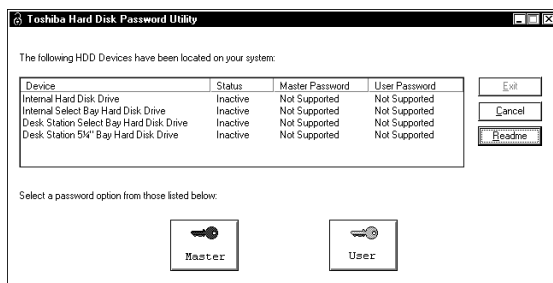 Toshiba Hard Disk Password Utility
The following HDD Devices have been located on your system:
Device Status Master Password User Password
Internal Hard Disk Drive Inactive Not Supported Not Supported
Internal Select Bay Hard Disk Drive Inactive Not Supported Not Supported
Desk Station Select Bay Hard Disk Drive Inactive Not Supported Not Supported
Desk Station 5¼" Bay Hard Disk Drive Inactive Not Supported Not Supported
Exit
Cancel
Readme
Select a password option from those listed below:
Master User